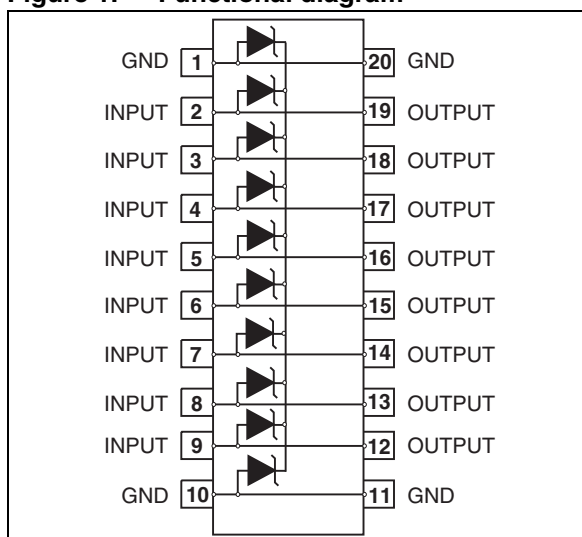 GND 1 20 GND
INPUT 2 19 OUTPUT
INPUT 3 18 OUTPUT
INPUT 4 17 OUTPUT
INPUT 5 16 OUTPUT
INPUT 6 15 OUTPUT
INPUT 7 14 OUTPUT
INPUT 8 13 OUTPUT
INPUT 9 12 OUTPUT
GND 10 11 GND